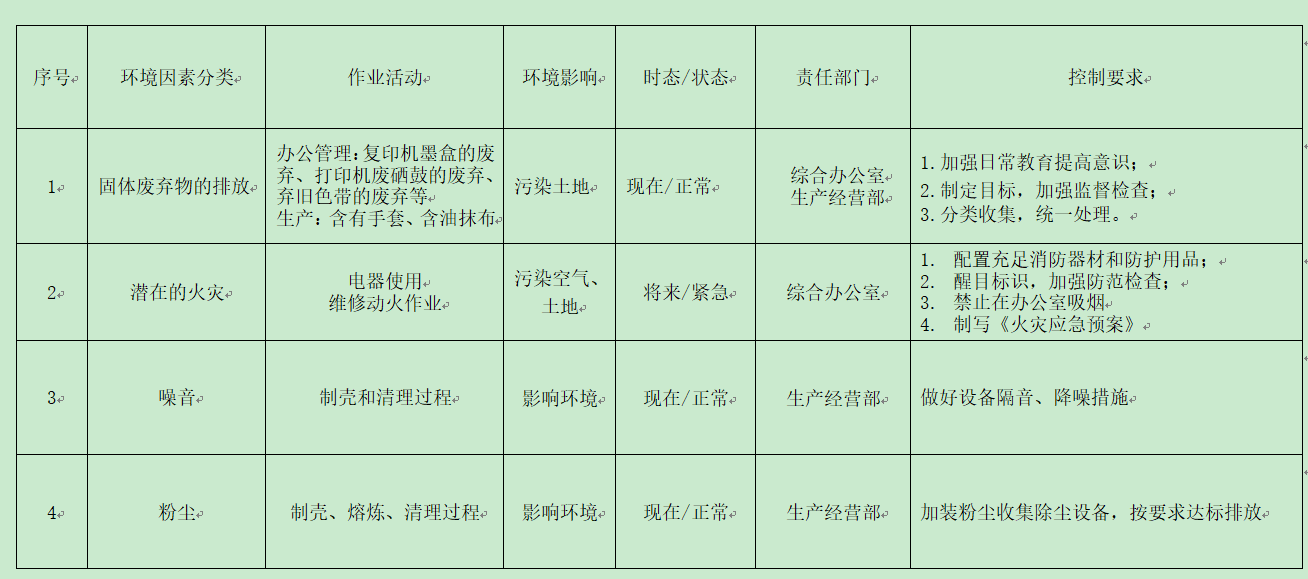 序号 环境因素分类 作业活动 环境影响 时态/状态 责任部门 控制要求
1 固体废弃物的排放
办公管理：复印机墨盒的废
弃、打印机废硒鼓的废弃、
弃旧色带的废弃等
生产：含有手套、含油抹布
污染土地 现在/正常
综合办公室
生产经营部
1.加强日常教育提高意识；
2.制定目标，加强监督检查；
3.分类收集，统一处理。
2 潜在的火灾
电器使用
维修动火作业
污染空气、
土地
将来/紧急 综合办公室
1. 配置充足消防器材和防护用品；
2. 醒目标识，加强防范检查；
3. 禁止在办公室吸烟
4. 制写《火灾应急预案》
3 噪音 制壳和清理过程 影响环境 现在/正常 生产经营部 做好设备隔音、降噪措施
4 粉尘 制壳、熔炼、清理过程 影响环境 现在/正常 生产经营部 加装粉尘收集除尘设备，按要求达标排放